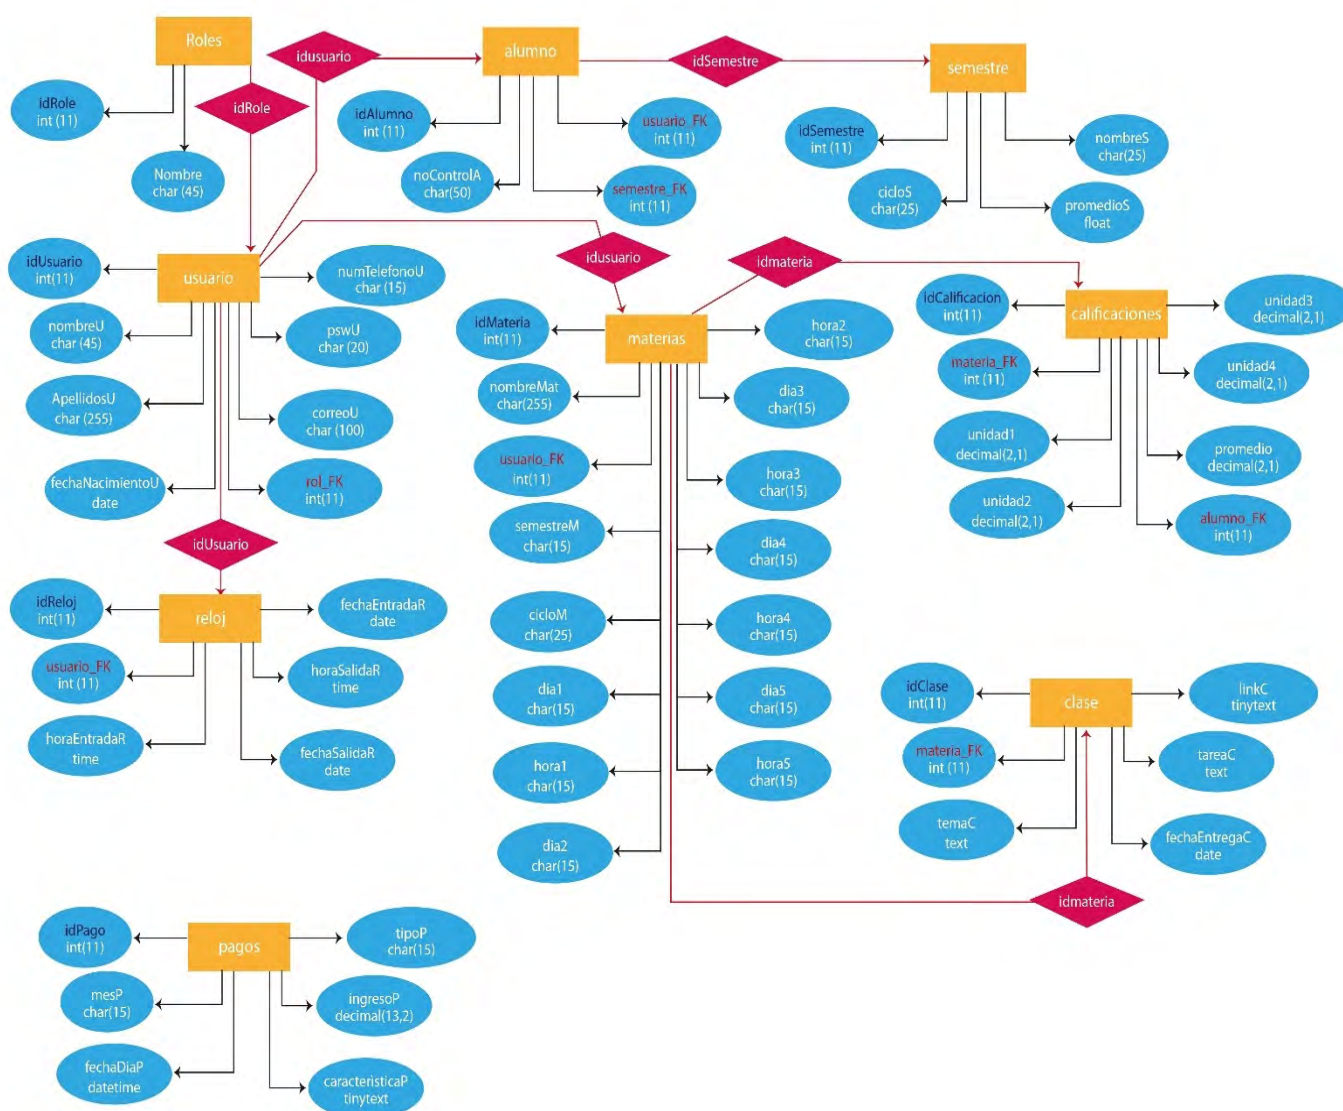 Roles
idRole
int (11)
Nombre
char (45)
idRole
idusuario
alumno
idAlumno
int (11)
noControlA
char(50)
usuario_FK
int (11)
semestre_FK
int (11)
idSemestre
semestre
idSemestre
int (11)
cicloS
char(25)
nombreS
char(25)
promedioS
float
usuario
idUsuario
int(11)
nombreU
char (45)
ApellidosU
char (255)
fechaNacimientoU
date
numTelefonoU
char (15)
pswU
char (20)
correoU
char (100)
rol_FK
int(11)
idusuario
idmateria
materias
idMateria
int(11)
nombreMat
char(255)
usuario_FK
int(11)
semestreM
char(15)
cicloM
char(25)
dia1
char(15)
hora1
char(15)
dia2
char(15)
hora2
char(15)
dia3
char(15)
hora3
char(15)
dia4
char(15)
hora4
char(15)
dia5
char(15)
hora5
char(15)
calificaciones
idCalificacion
int(11)
materia_FK
int (11)
unidad1
decimal(2,1)
unidad2
decimal(2,1)
unidad3
decimal(2,1)
unidad4
decimal(2,1)
promedio
decimal(2,1)
alumno_FK
int(11)
idUsuario
reloj
idReloj
int(11)
usuario_FK
int (11)
horaEntradaR
time
fechaEntradaR
date
horaSalidaR
time
fechaSalidaR
date
clase
idClase
int(11)
materia_FK
int (11)
temaC
text
linkC
tinytext
tareaC
text
fechaEntregaC
date
idmateria
pagos
idPago
int(11)
mesP
char(15)
fechaDiaP
datetime
tipoP
char(15)
ingresoP
decimal(13,2)
caracteristicaP
tinytext